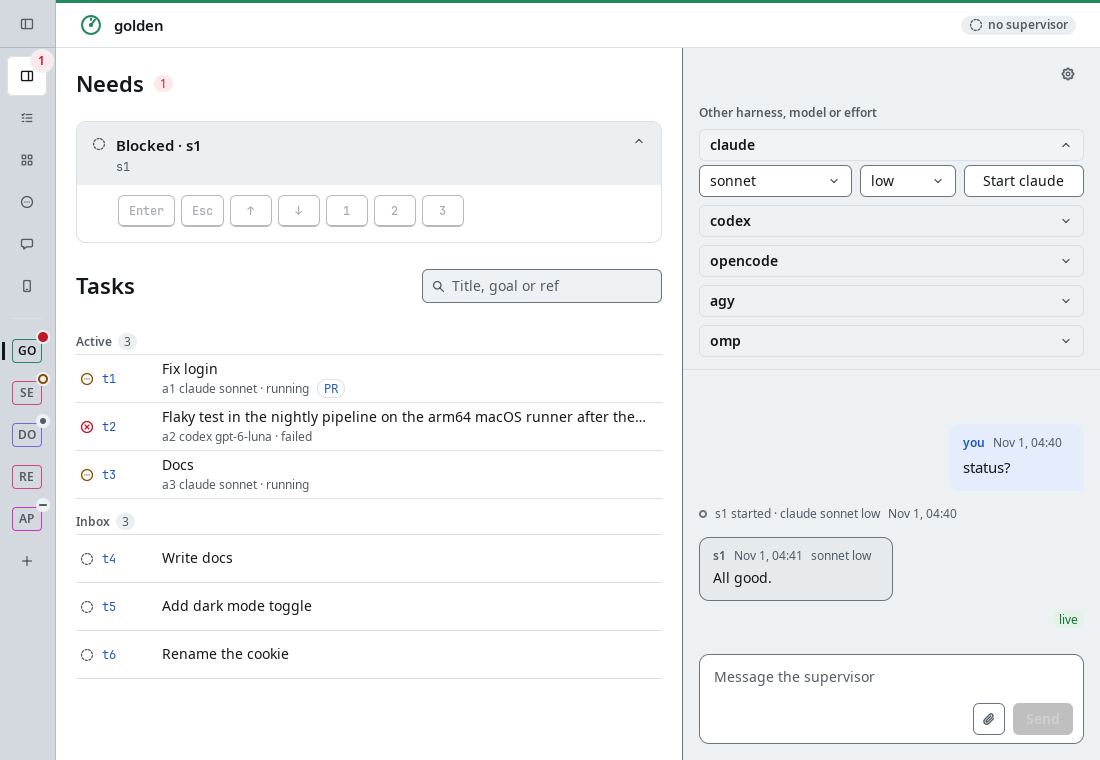 golden
no supervisor
1
GO
SE
DO
RE
AP
Needs 1
Blocked · s1
s1
Enter Esc ↑ ↓ 1 2 3
Tasks
Title, goal or ref
Active 3
t1 Fix login
a1 claude sonnet · running PR
t2 Flaky test in the nightly pipeline on the arm64 macOS runner after the…
a2 codex gpt-6-luna · failed
t3 Docs
a3 claude sonnet · running
Inbox 3
t4 Write docs
t5 Add dark mode toggle
t6 Rename the cookie
Other harness, model or effort
claude
sonnet low Start claude
codex
opencode
agy
omp
you Nov 1, 04:40
status?
s1 started · claude sonnet low Nov 1, 04:40
s1 Nov 1, 04:41 sonnet low
All good.
live
Message the supervisor
Send